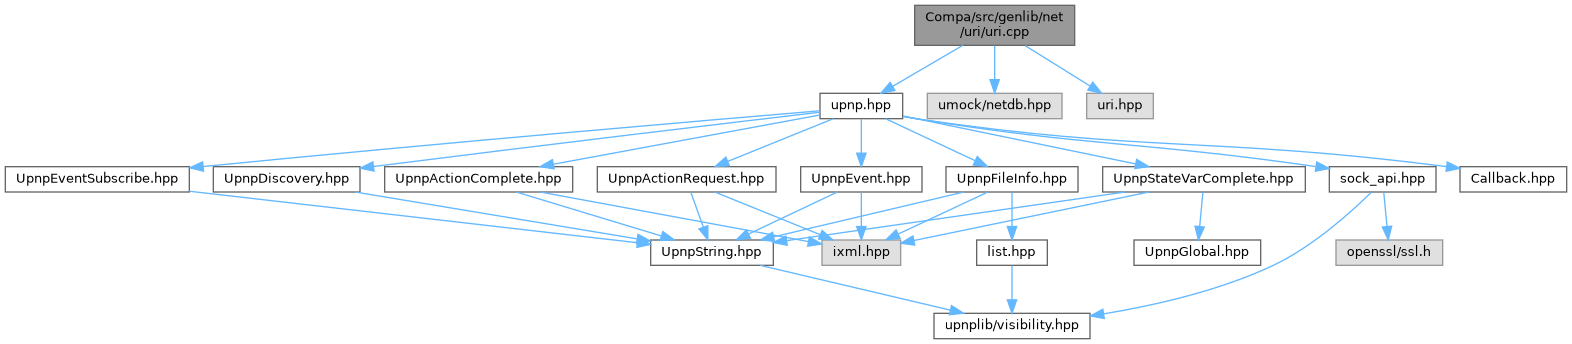 Compa/src/genlib/net
/uri/uri.cpp
upnp.hpp
umock/netdb.hpp
uri.hpp
UpnpEventSubscribe.hpp
UpnpDiscovery.hpp
UpnpActionComplete.hpp
UpnpActionRequest.hpp
UpnpEvent.hpp
UpnpFileInfo.hpp
UpnpStateVarComplete.hpp
sock_api.hpp
Callback.hpp
UpnpString.hpp
ixml.hpp
list.hpp
UpnpGlobal.hpp
openssl/ssl.h
upnplib/visibility.hpp